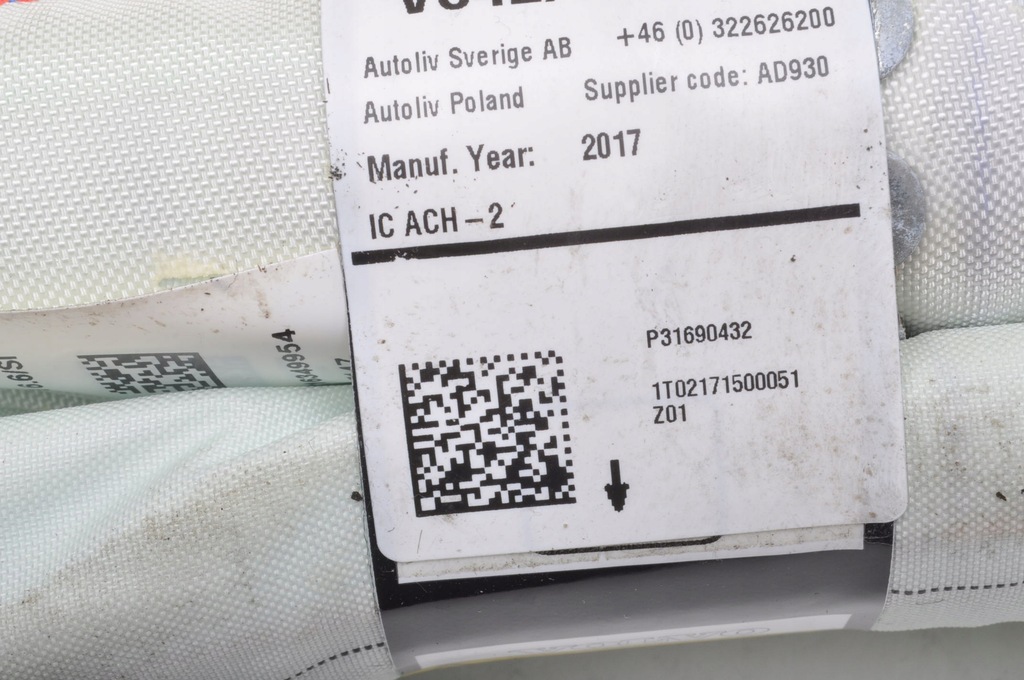 Autoliv Sverige AB +46 (0) 322626200
Autoliv Poland Supplier code: AD930
Manuf. Year: 2017
IC ACH – 2
P31690432
1T02171500051
Z01